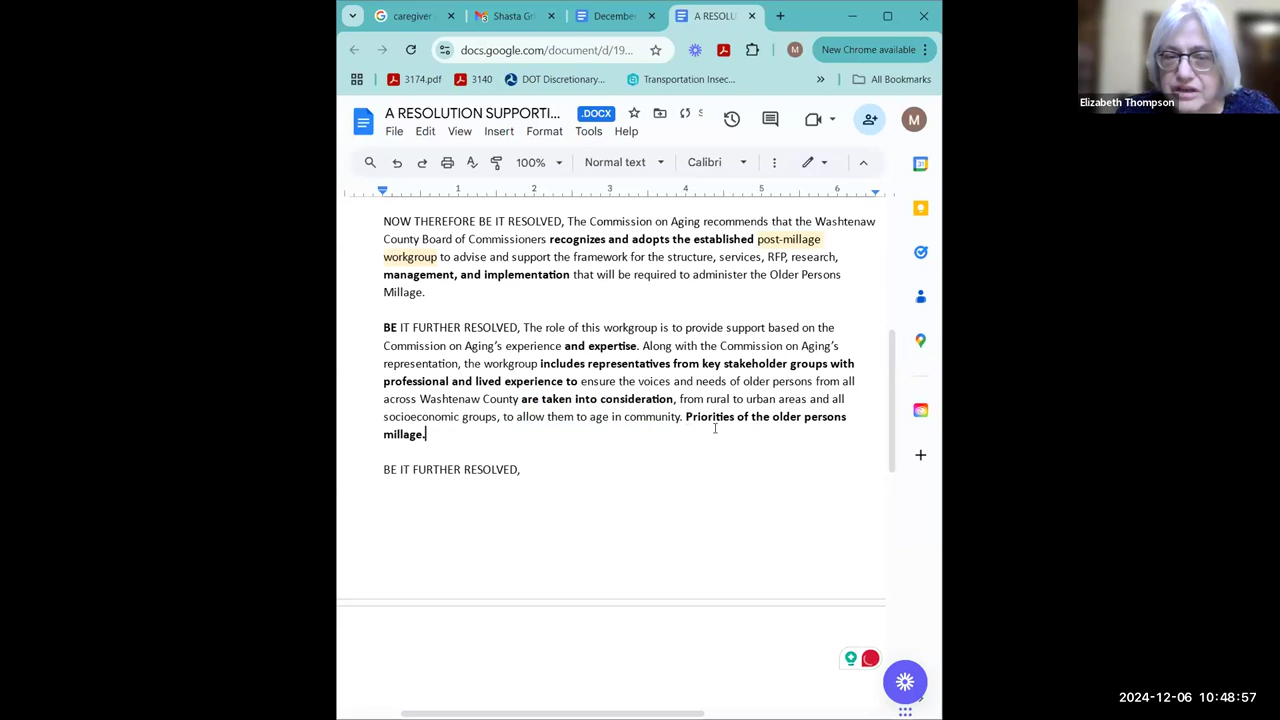 caregiver
Shasta Gr
December
A RESOLU
docs.google.com/document/d/19...
M
New Chrome available
3174.pdf
3140
DOT Discretionary...
Transportation Insec...
»
All Bookmarks
A RESOLUTION SUPPORTI...
.DOCX
S
M
File Edit View Insert Format Tools Help
100%
Normal text
Calibri
1 2 3 4 5 6
NOW THEREFORE BE IT RESOLVED, The Commission on Aging recommends that the Washtenaw
County Board of Commissioners recognizes and adopts the established post-millage
workgroup to advise and support the framework for the structure, services, RFP, research,
management, and implementation that will be required to administer the Older Persons
Millage.
BE IT FURTHER RESOLVED, The role of this workgroup is to provide support based on the
Commission on Aging’s experience and expertise. Along with the Commission on Aging’s
representation, the workgroup includes representatives from key stakeholder groups with
professional and lived experience to ensure the voices and needs of older persons from all
across Washtenaw County are taken into consideration, from rural to urban areas and all
socioeconomic groups, to allow them to age in community. Priorities of the older persons
millage.
BE IT FURTHER RESOLVED,
Elizabeth Thompson
2024-12-06 10:48:57